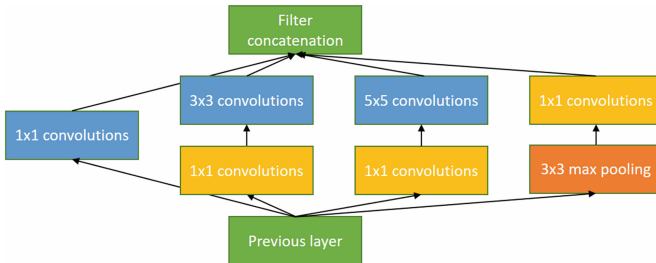 Filter
concatenation
3x3 convolutions
5x5 convolutions
1x1 convolutions
1x1 convolutions
1x1 convolutions
1x1 convolutions
3x3 max pooling
Previous layer